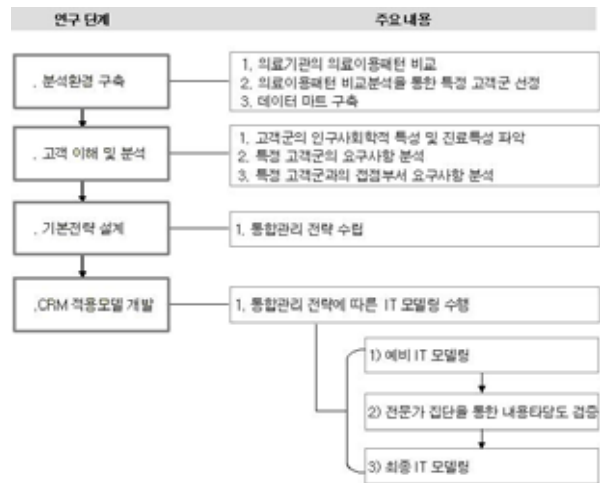 연구 단계
주요 내용
. 분석환경 구축
1. 의료기관의 의료이용패턴 비교
2. 의료이용패턴 비교분석을 통한 특정 고객군 선정
3. 데이터 마트 구축
. 고객 이해 및 분석
1. 고객군의 인구사회학적 특성 및 진료특성 파악
2. 특정 고객군의 요구사항 분석
3. 특정 고객군과의 접점부서 요구사항 분석
. 기본전략 설계
1. 통합관리 전략 수립
.CRM 적용모델 개발
1. 통합관리 전략에 따른 IT 모델링 수행
1) 예비 IT 모델링
2) 전문가 집단을 통한 내용타당도 검증
3) 최종 IT 모델링